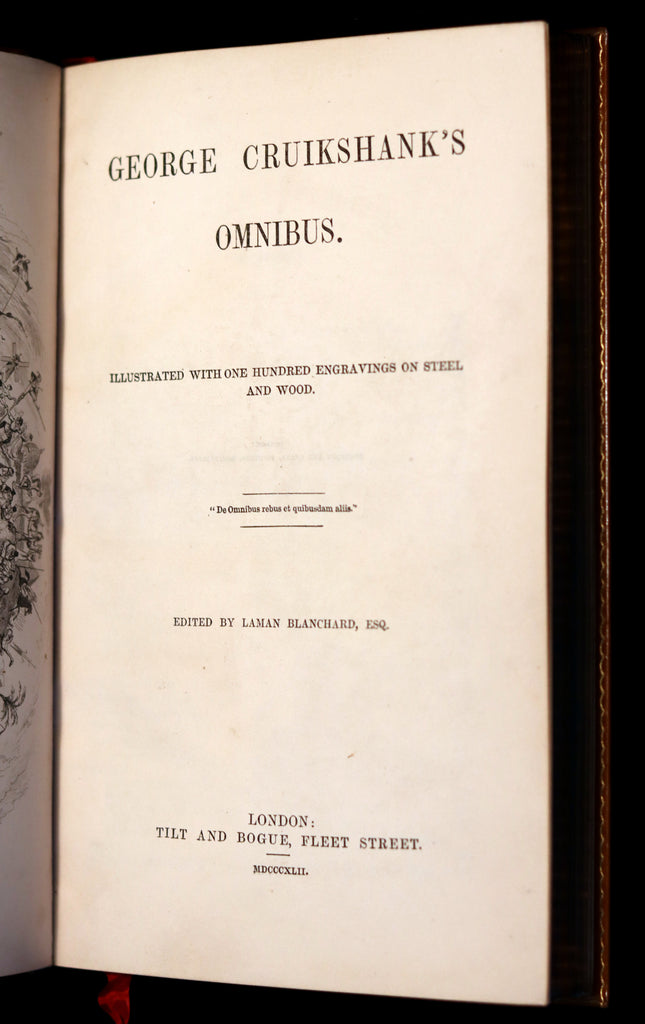 GEORGE CRUIKSHANK'S
OMNIBUS.
ILLUSTRATED WITH ONE HUNDRED ENGRAVINGS ON STEEL
AND WOOD.
"De Omnibus rebus et quibusdam aliis."
EDITED BY LAMAN BLANCHARD, ESQ.
LONDON:
TILT AND BOGUE, FLEET STREET.
MDCCCXLII.